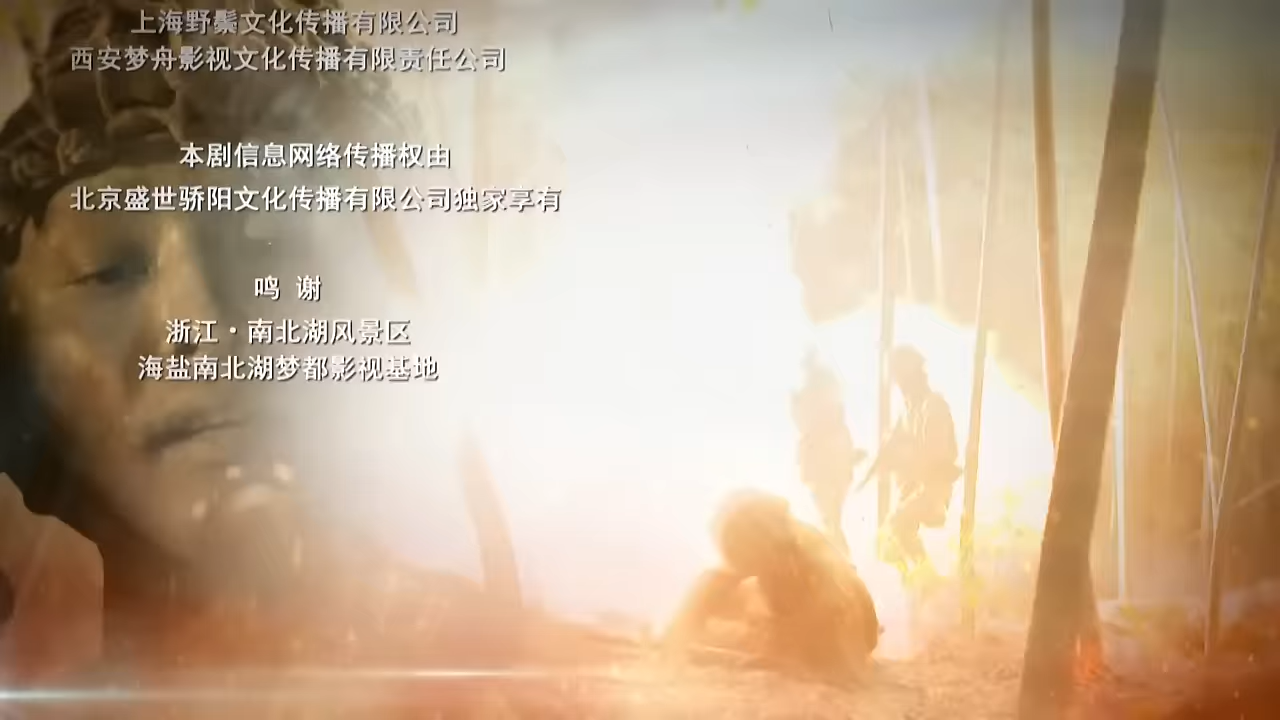 上海野鬃文化传播有限公司
西安梦舟影视文化传播有限责任公司
本剧信息网络传播权由
北京盛世骄阳文化传播有限公司独家享有
鸣 谢
浙江·南北湖风景区
海盐南北湖梦都影视基地